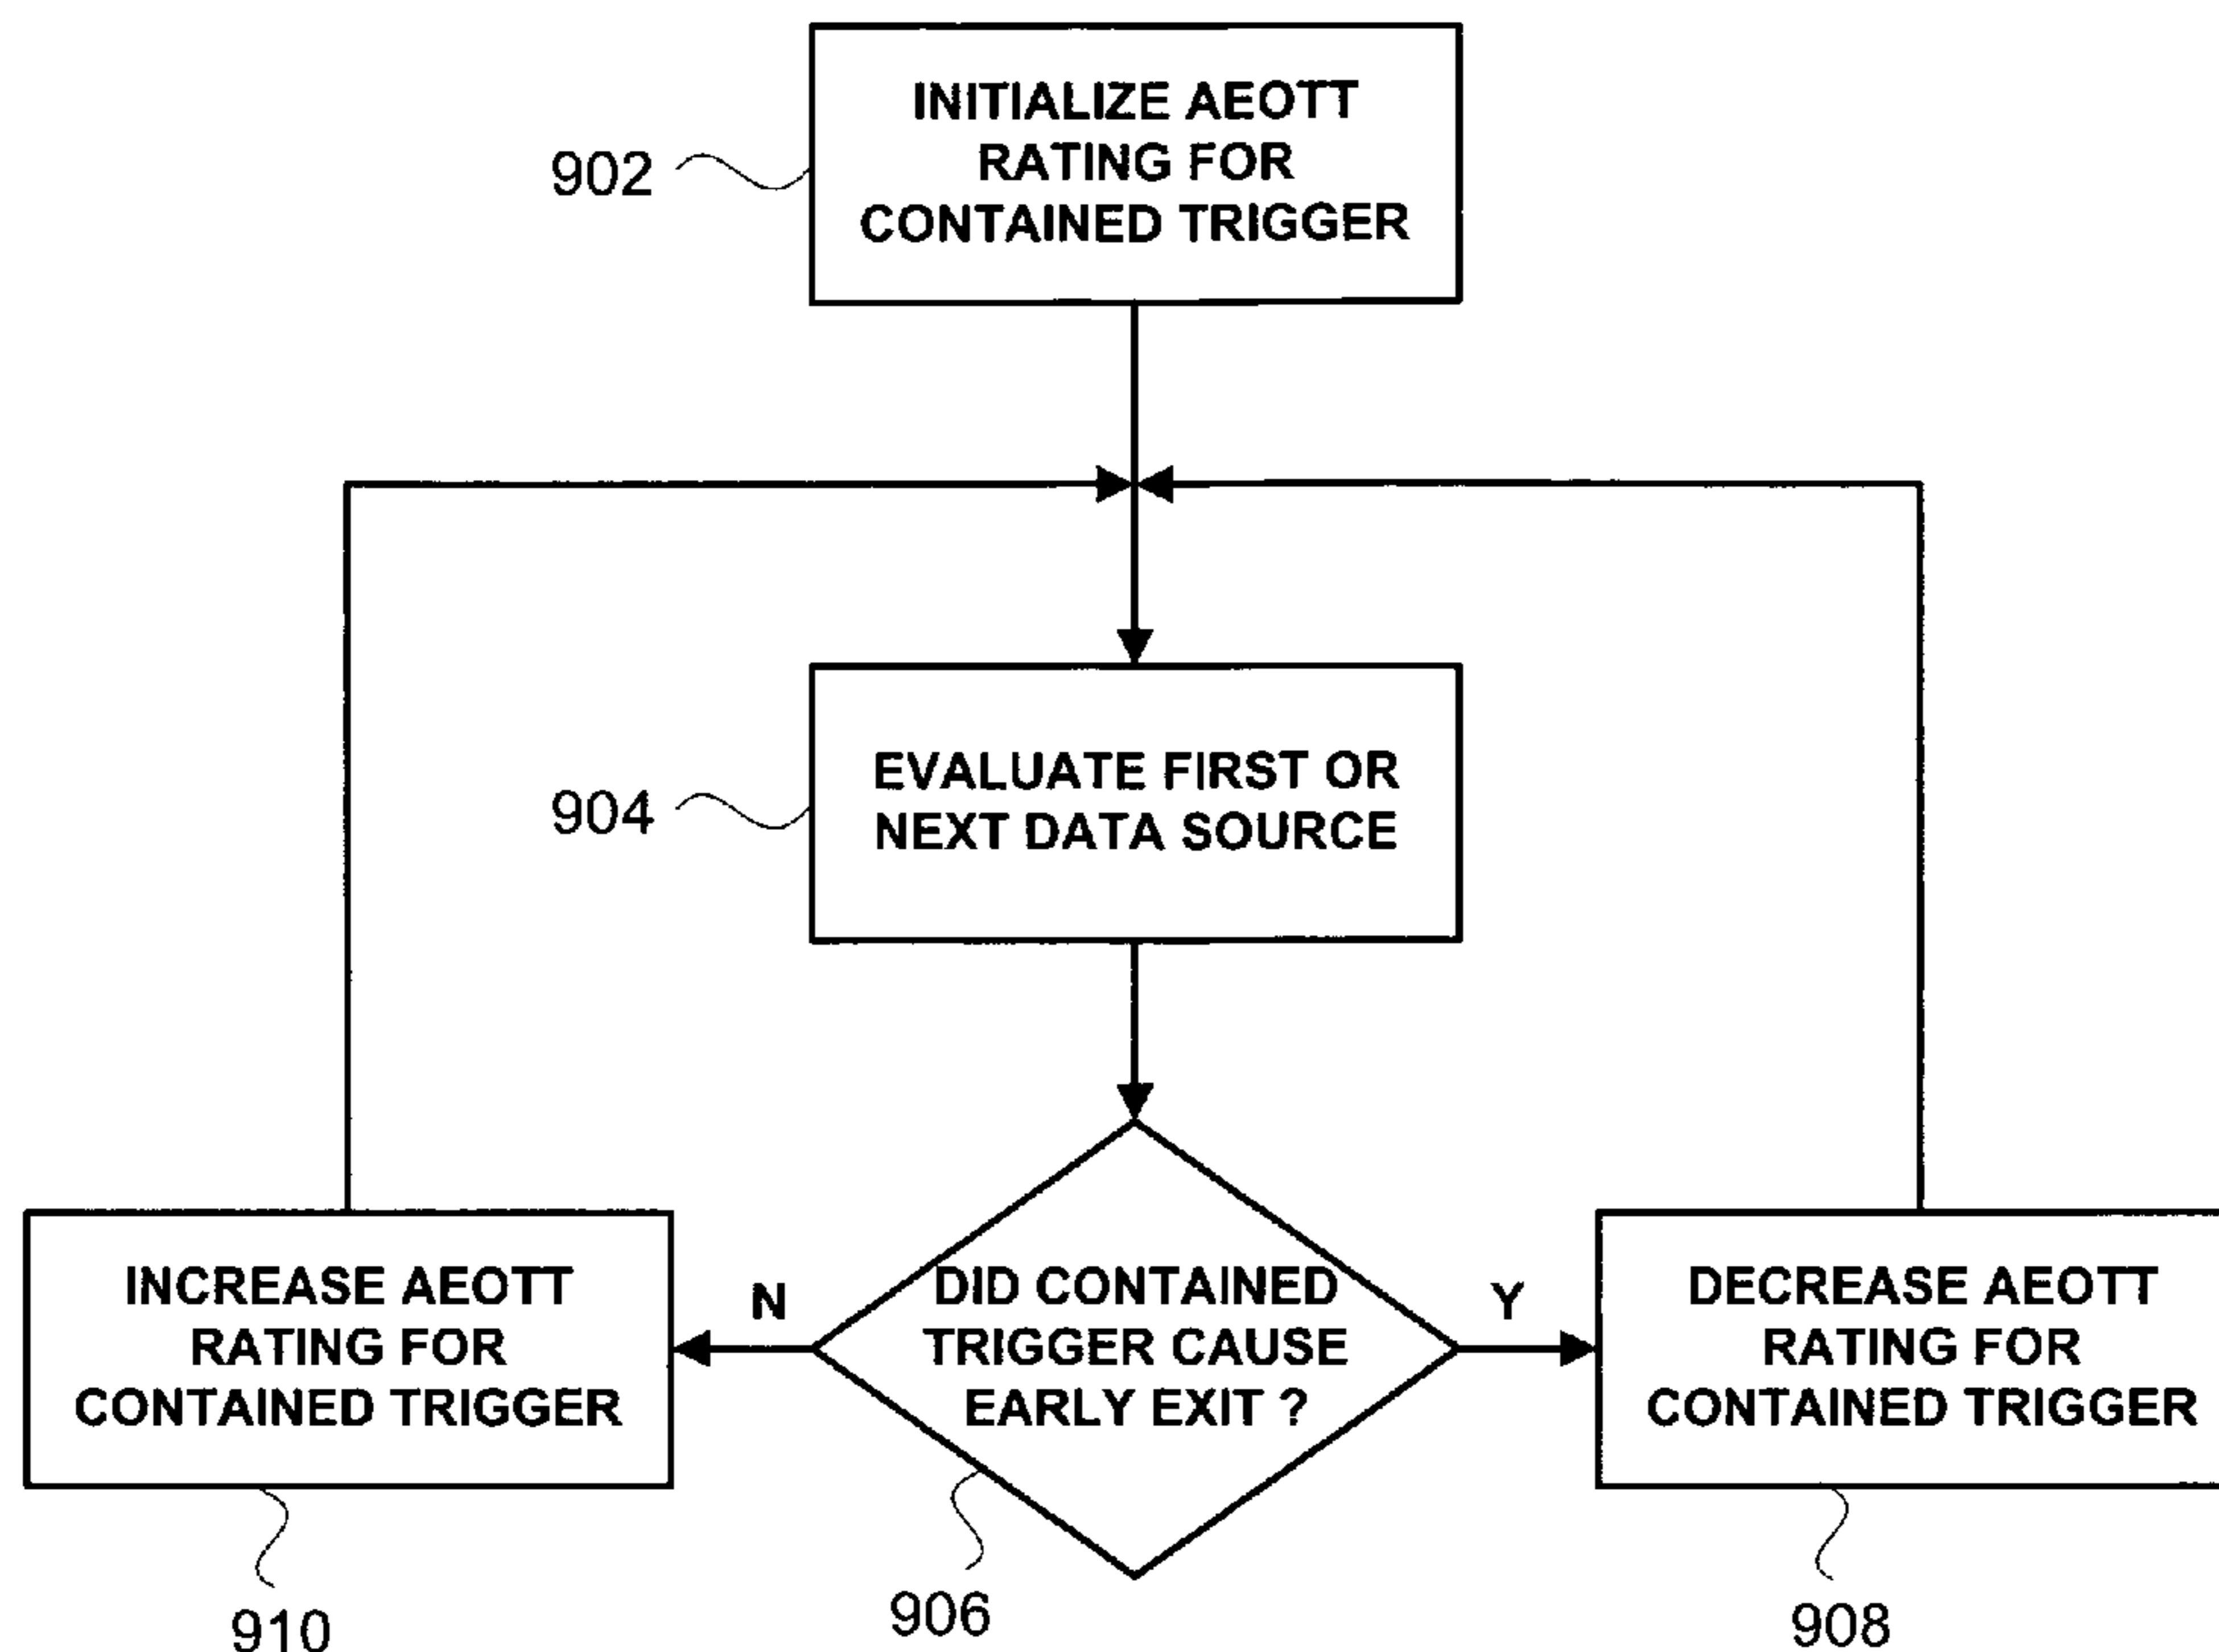 INITIALIZE AEOTT
RATING FOR
CONTAINED TRIGGER
902
EVALUATE FIRST OR
NEXT DATA SOURCE
904
DID CONTAINED
TRIGGER CAUSE
EARLY EXIT ?
906
N
Y
INCREASE AEOTT
RATING FOR
CONTAINED TRIGGER
910
DECREASE AEOTT
RATING FOR
CONTAINED TRIGGER
908